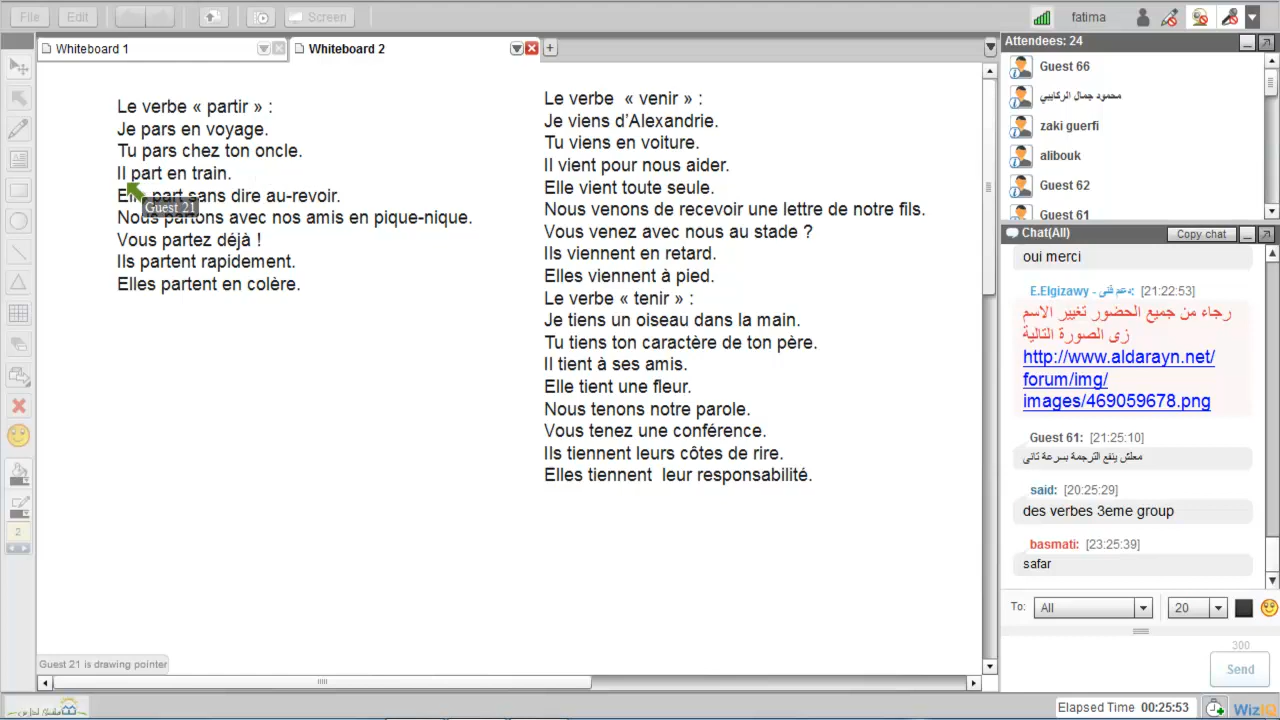 File
Edit
Screen
fatima
Whiteboard 1
Whiteboard 2
Le verbe « partir » :
Je pars en voyage.
Tu pars chez ton oncle.
Il part en train.
part sans dire au-revoir.
Guest 21
Nous partons avec nos amis en pique-nique.
Vous partez déjà !
Ils partent rapidement.
Elles partent en colère.
Le verbe « venir » :
Je viens d'Alexandrie.
Tu viens en voiture.
Il vient pour nous aider.
Elle vient toute seule.
Nous venons de recevoir une lettre de notre fils.
Vous venez avec nous au stade ?
Ils viennent en retard.
Elles viennent à pied.
Le verbe « tenir » :
Je tiens un oiseau dans la main.
Tu tiens ton caractère de ton père.
Il tient à ses amis.
Elle tient une fleur.
Nous tenons notre parole.
Vous tenez une conférence.
Ils tiennent leurs côtes de rire.
Elles tiennent leur responsabilité.
2
Guest 21 is drawing pointer
Attendees: 24
Guest 66
محمود جمال الركايبي
zaki guerfi
alibouk
Guest 62
Guest 61
Chat(All)
Copy chat
oui merci
E.Elgizawy - دعم فنى: [21:22:53]
رجاء من جميع الحضور تغيير الاسم
زى الصورة التالية
http://www.aldarayn.net/
forum/img/
images/469059678.png
Guest 61: [21:25:10]
معلش ينفع الترجمة بسرعة تانى
said: [20:25:29]
des verbes 3eme group
basmati: [23:25:39]
safar
To:
All
20
300
Send
Elapsed Time 00:25:53
WizIQ